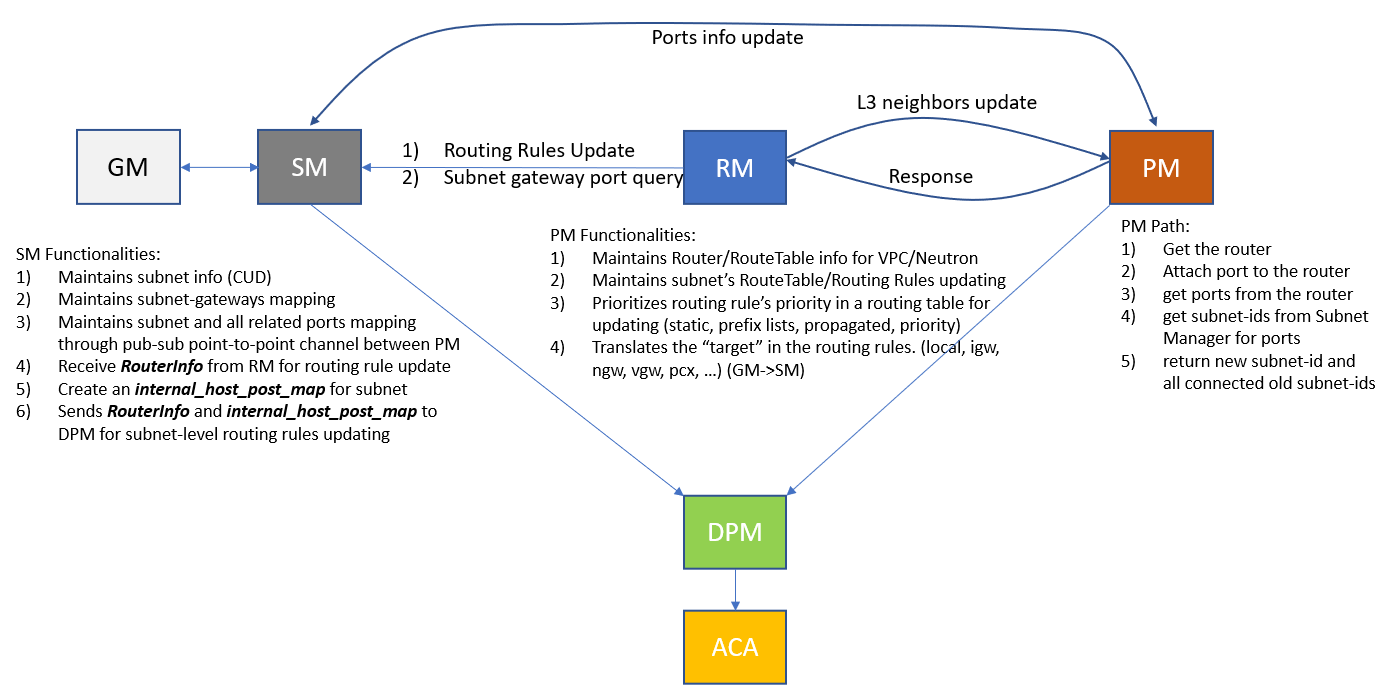 Ports info update
L3 neighbors update
GM
SM
1) Routing Rules Update
2) Subnet gateway port query
RM
Response
PM
SM Functionalities:
1) Maintains subnet info (CUD)
2) Maintains subnet-gateways mapping
3) Maintains subnet and all related ports mapping
through pub-sub point-to-point channel between PM
4) Receive RouterInfo from RM for routing rule update
5) Create an internal_host_post_map for subnet
6) Sends RouterInfo and internal_host_post_map to
DPM for subnet-level routing rules updating
PM Functionalities:
1) Maintains Router/RouteTable info for VPC/Neutron
2) Maintains subnet’s RouteTable/Routing Rules updating
3) Prioritizes routing rule’s priority in a routing table for
updating (static, prefix lists, propagated, priority)
4) Translates the “target” in the routing rules. (local, igw,
ngw, vgw, pcx, …) (GM->SM)
PM Path:
1) Get the router
2) Attach port to the router
3) get ports from the router
4) get subnet-ids from Subnet
Manager for ports
5) return new subnet-id and
all connected old subnet-ids
DPM
ACA